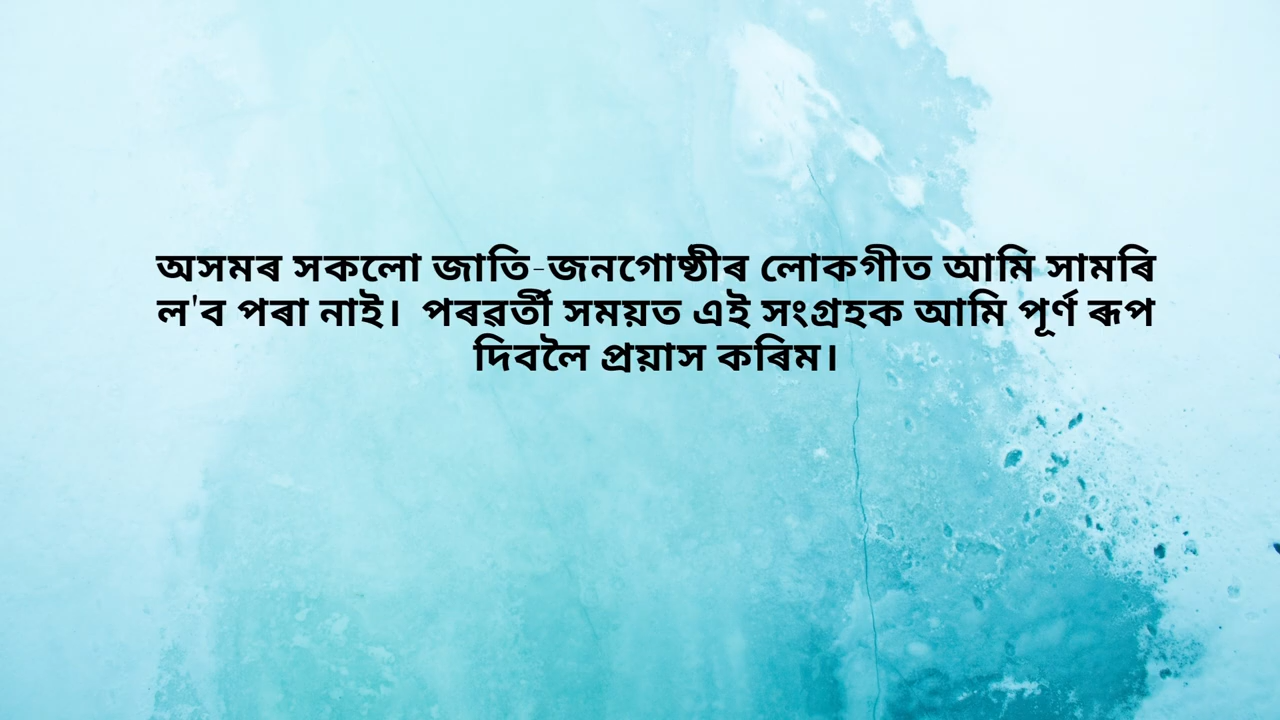 অসমৰ সকলো জাতি-জনগোষ্ঠীৰ লোকগীত আমি সামৰি
ল'ব পৰা নাই। পৰৱৰ্তী সময়ত এই সংগ্ৰহক আমি পূৰ্ণ ৰূপ
দিবলৈ প্ৰয়াস কৰিম।